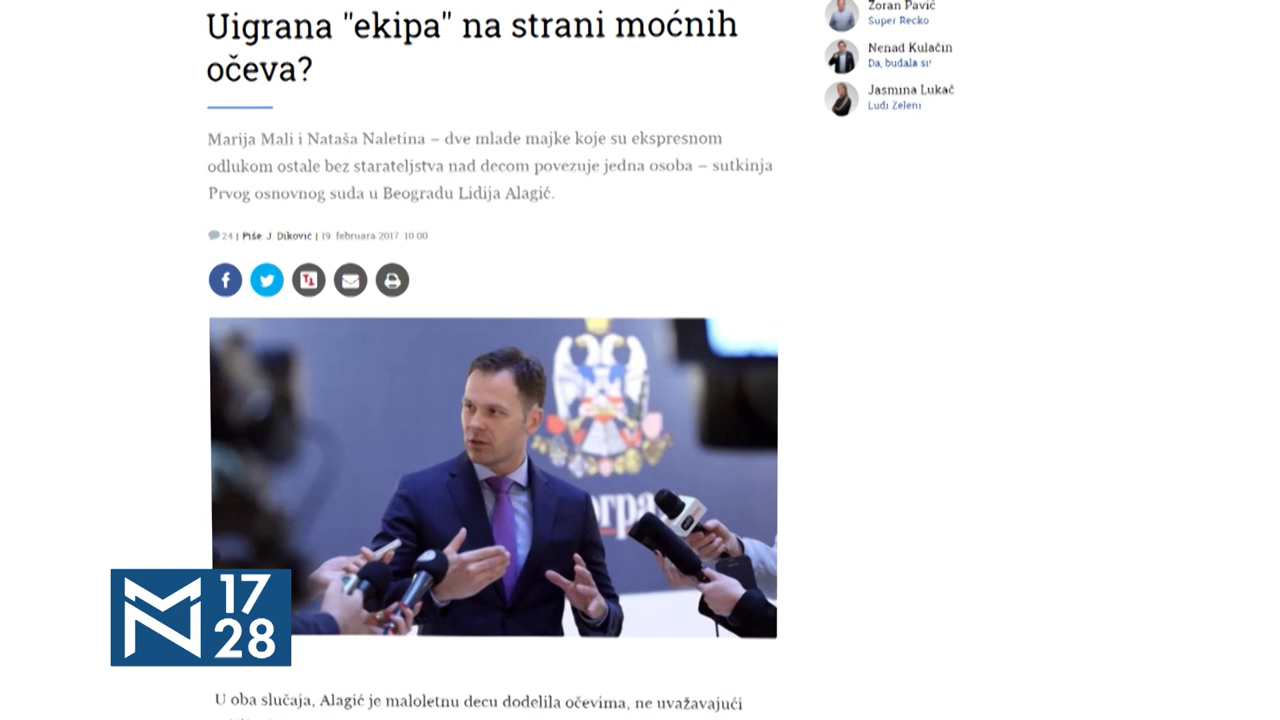 Uigrana "ekipa" na strani moćnih
očeva?
Marija Mali i Nataša Naletina – dve mlade majke koje su ekspresnom
odlukom ostale bez starateljstva nad decom povezuje jedna osoba – sutkinja
Prvog osnovnog suda u Beogradu Lidija Alagić.
24 | Piše: J. Diković | 19. februara 2017. 10:00
U oba slučaja, Alagić je maloletnu decu dodelila očevima, ne uvažavajući
Zoran Pavić
Super Rečko
Nenad Kulačin
Da, budala si!
Jasmina Lukač
Ludi Zeleni
17
28